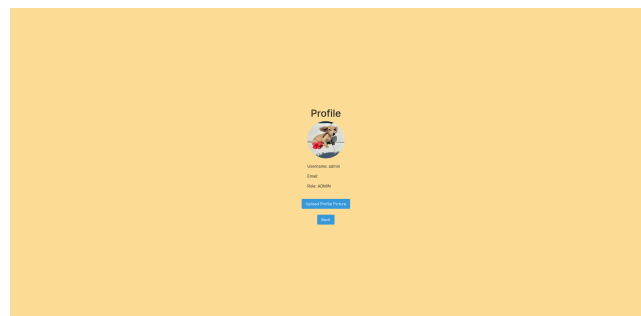 Profile
Username: admin
Email:
Role: ADMIN
Upload Profile Picture
Back